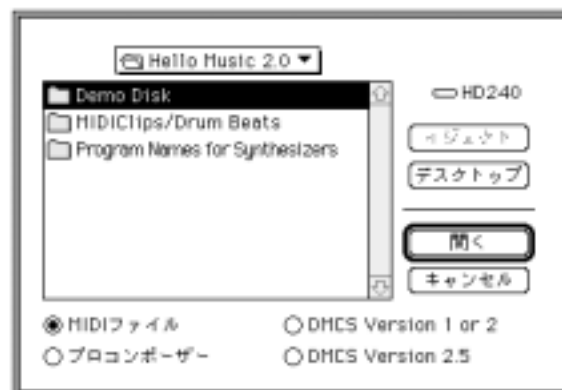 Hello Music 2.0
Demo Disk
MIDIClips/Drum Beats
Program Names for Synthesizers
HD240
イジェクト
デスクトップ
開く
キャンセル
MIDIファイル
DMCS Version 1 or 2
プロコンポーザー
DMCS Version 2.5